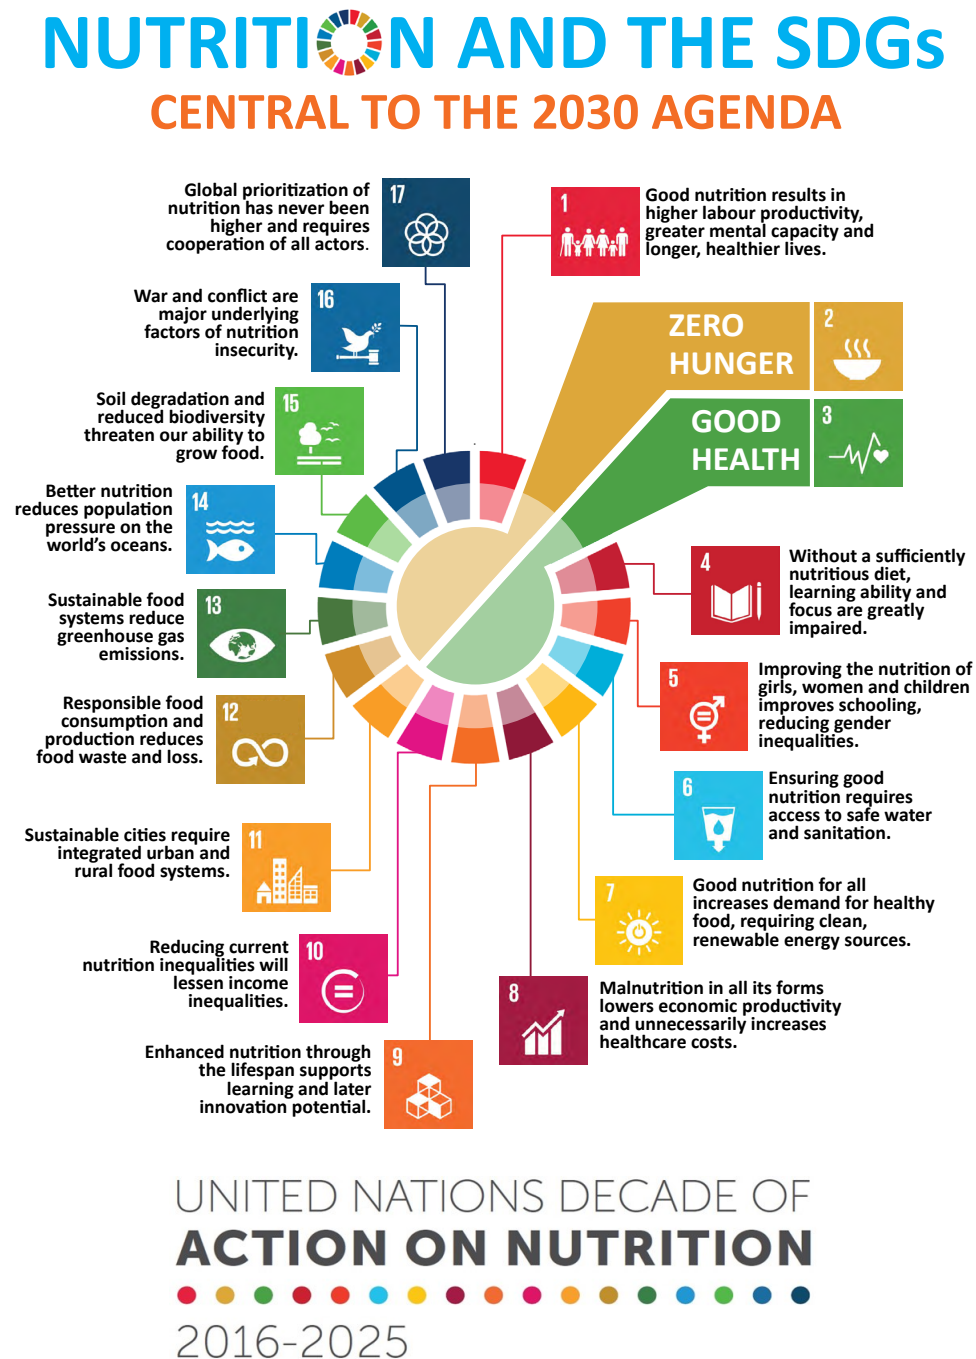 NUTRITION AND THE SDGs
CENTRAL TO THE 2030 AGENDA
1
Good nutrition results in
higher labour productivity,
greater mental capacity and
longer, healthier lives.
ZERO
HUNGER
2
GOOD
HEALTH
3
4
Without a sufficiently
nutritious diet,
learning ability and
focus are greatly
impaired.
5
Improving the nutrition of
girls, women and children
improves schooling,
reducing gender
inequalities.
6
Ensuring good
nutrition requires
access to safe water
and sanitation.
7
Good nutrition for all
increases demand for healthy
food, requiring clean,
renewable energy sources.
8
Malnutrition in all its forms
lowers economic productivity
and unnecessarily increases
healthcare costs.
9
Enhanced nutrition through
the lifespan supports
learning and later
innovation potential.
10
Reducing current
nutrition inequalities will
lessen income
inequalities.
11
Sustainable cities require
integrated urban and
rural food systems.
12
Responsible food
consumption and
production reduces
food waste and loss.
13
Sustainable food
systems reduce
greenhouse gas
emissions.
14
Better nutrition
reduces population
pressure on the
world's oceans.
15
Soil degradation and
reduced biodiversity
threaten our ability to
grow food.
16
War and conflict are
major underlying
factors of nutrition
insecurity.
17
Global prioritization of
nutrition has never been
higher and requires
cooperation of all actors.
UNITED NATIONS DECADE OF
ACTION ON NUTRITION
2016-2025